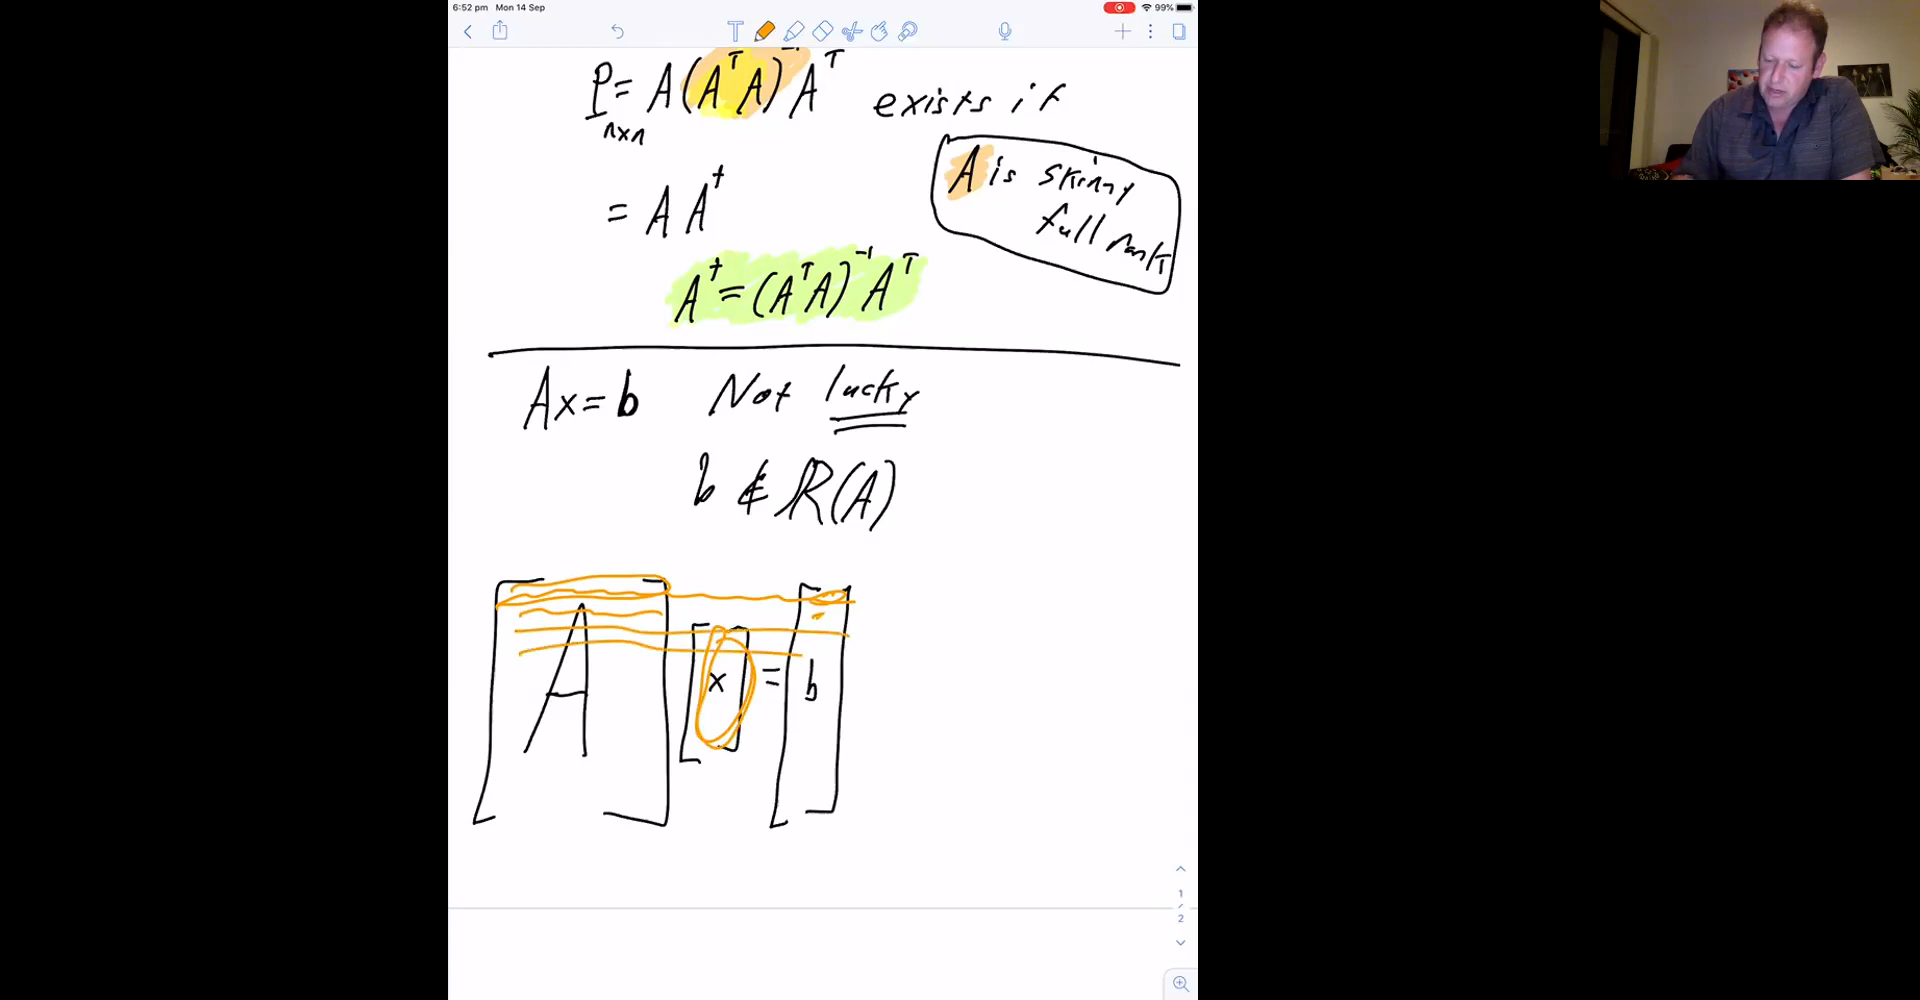 6:52 pm Mon 14 Sep
99%
T
P = A(AᵀA)⁻¹Aᵀ exists if
n×n
A is skinny
full rank
= A A†
A† = (AᵀA)⁻¹Aᵀ
Ax = b Not lucky
b ∉ R(A)
[A] [x] = [b]
1
/
2